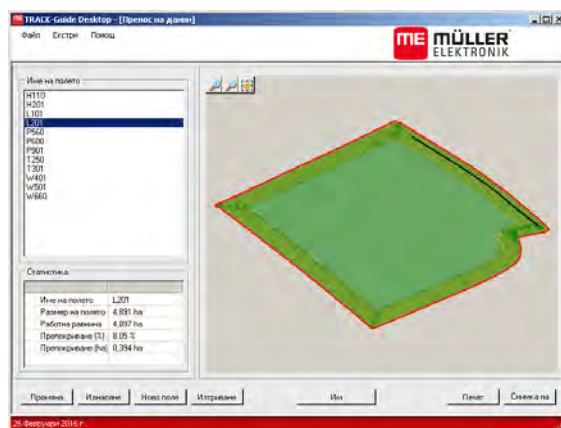 TRACK-Guide Desktop - [Пренос на данни]
Файл Екстри Помощ
ME MÜLLER
ELEKTRONIK
Име на полето
H110
H201
L101
L201
P560
P600
P901
T250
T301
W401
W501
W660
Статистика
Име на полето L201
Размер на полето 4,891 ha
Работна равнина 4,897 ha
Препокриване (%) 8.05 %
Препокриване (ha) 0,394 ha
Промяна Изнасяне Ново поле Изтриване Им Печат Снимка на
26 Февруари 2016 г.